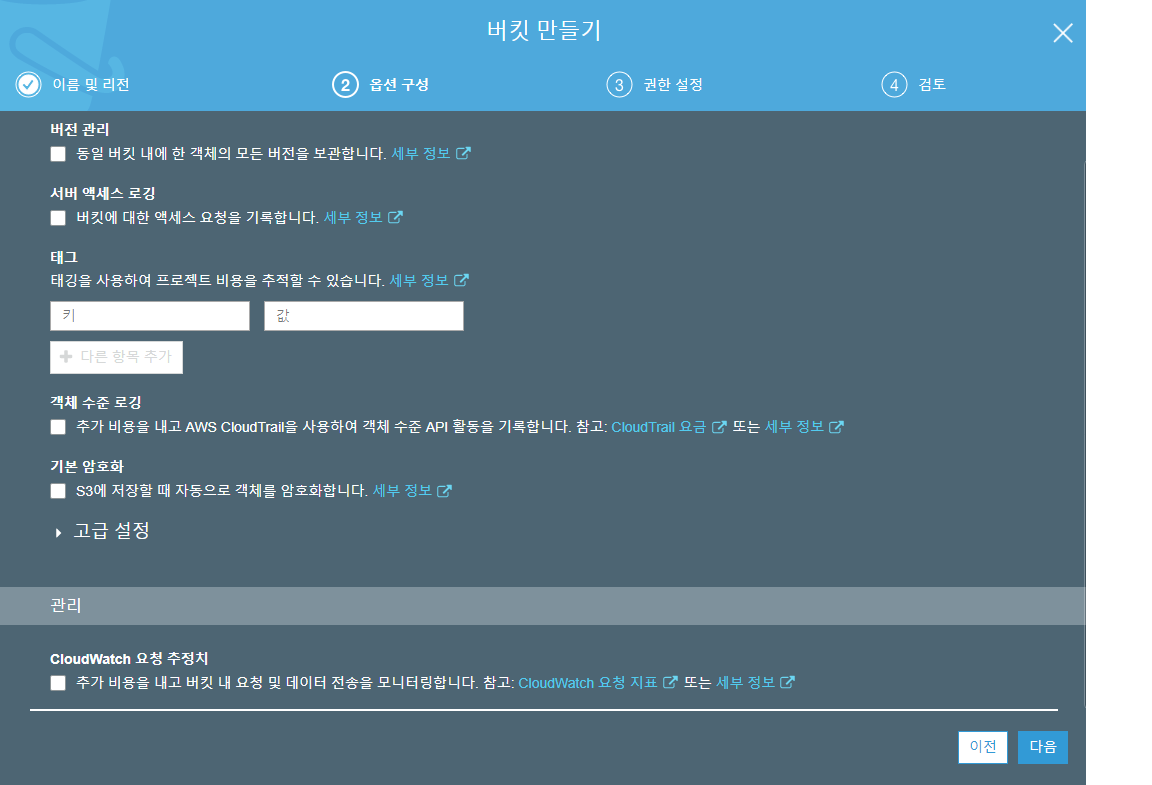 버킷 만들기
이름 및 리전
2 옵션 구성
3 권한 설정
4 검토
버전 관리
동일 버킷 내에 한 객체의 모든 버전을 보관합니다. 세부 정보
서버 액세스 로깅
버킷에 대한 액세스 요청을 기록합니다. 세부 정보
태그
태깅을 사용하여 프로젝트 비용을 추적할 수 있습니다. 세부 정보
키
값
다른 항목 추가
객체 수준 로깅
추가 비용을 내고 AWS CloudTrail을 사용하여 객체 수준 API 활동을 기록합니다. 참고: CloudTrail 요금 또는 세부 정보
기본 암호화
S3에 저장할 때 자동으로 객체를 암호화합니다. 세부 정보
고급 설정
관리
CloudWatch 요청 추정치
추가 비용을 내고 버킷 내 요청 및 데이터 전송을 모니터링합니다. 참고: CloudWatch 요청 지표 또는 세부 정보
이전
다음